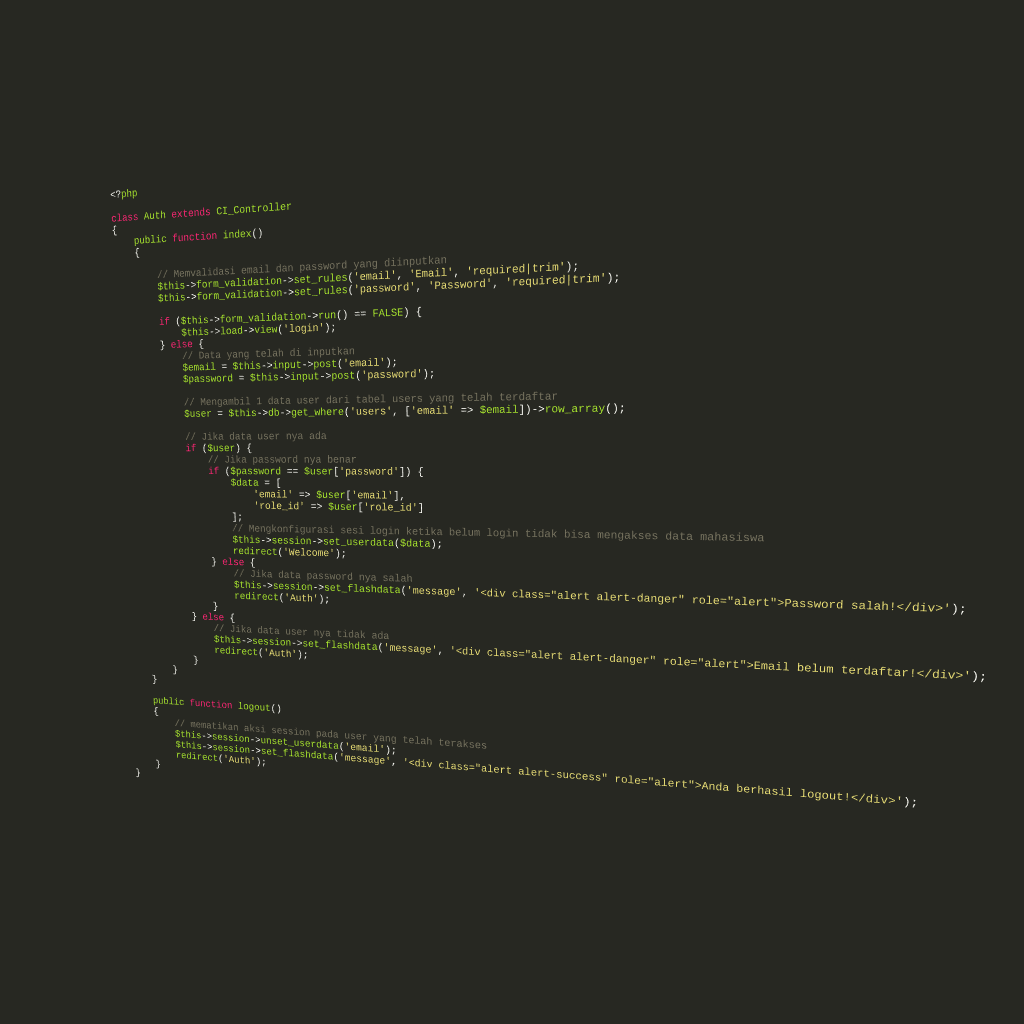 <?php

class Auth extends CI_Controller
{
    public function index()
    {

        // Memvalidasi email dan password yang diinputkan
        $this->form_validation->set_rules('email', 'Email', 'required|trim');
        $this->form_validation->set_rules('password', 'Password', 'required|trim');

        if ($this->form_validation->run() == FALSE) {
            $this->load->view('login');
        } else {
            // Data yang telah di inputkan
            $email = $this->input->post('email');
            $password = $this->input->post('password');

            // Mengambil 1 data user dari tabel users yang telah terdaftar
            $user = $this->db->get_where('users', ['email' => $email])->row_array();

            // Jika data user nya ada
            if ($user) {
                // Jika password nya benar
                if ($password == $user['password']) {
                    $data = [
                        'email' => $user['email'],
                        'role_id' => $user['role_id']
                    ];
                    // Mengkonfigurasi sesi login ketika belum login tidak bisa mengakses data mahasiswa
                    $this->session->set_userdata($data);
                    redirect('Welcome');
                } else {
                    // Jika data password nya salah
                    $this->session->set_flashdata('message', '<div class="alert alert-danger" role="alert">Password salah!</div>');
                    redirect('Auth');
                }
            } else {
                // Jika data user nya tidak ada
                $this->session->set_flashdata('message', '<div class="alert alert-danger" role="alert">Email belum terdaftar!</div>');
                redirect('Auth');
            }
        }
    }

    public function logout()
    {
        // mematikan aksi session pada user yang telah terakses
        $this->session->unset_userdata('email');
        $this->session->set_flashdata('message', '<div class="alert alert-success" role="alert">Anda berhasil logout!</div>');
        redirect('Auth');
    }
}